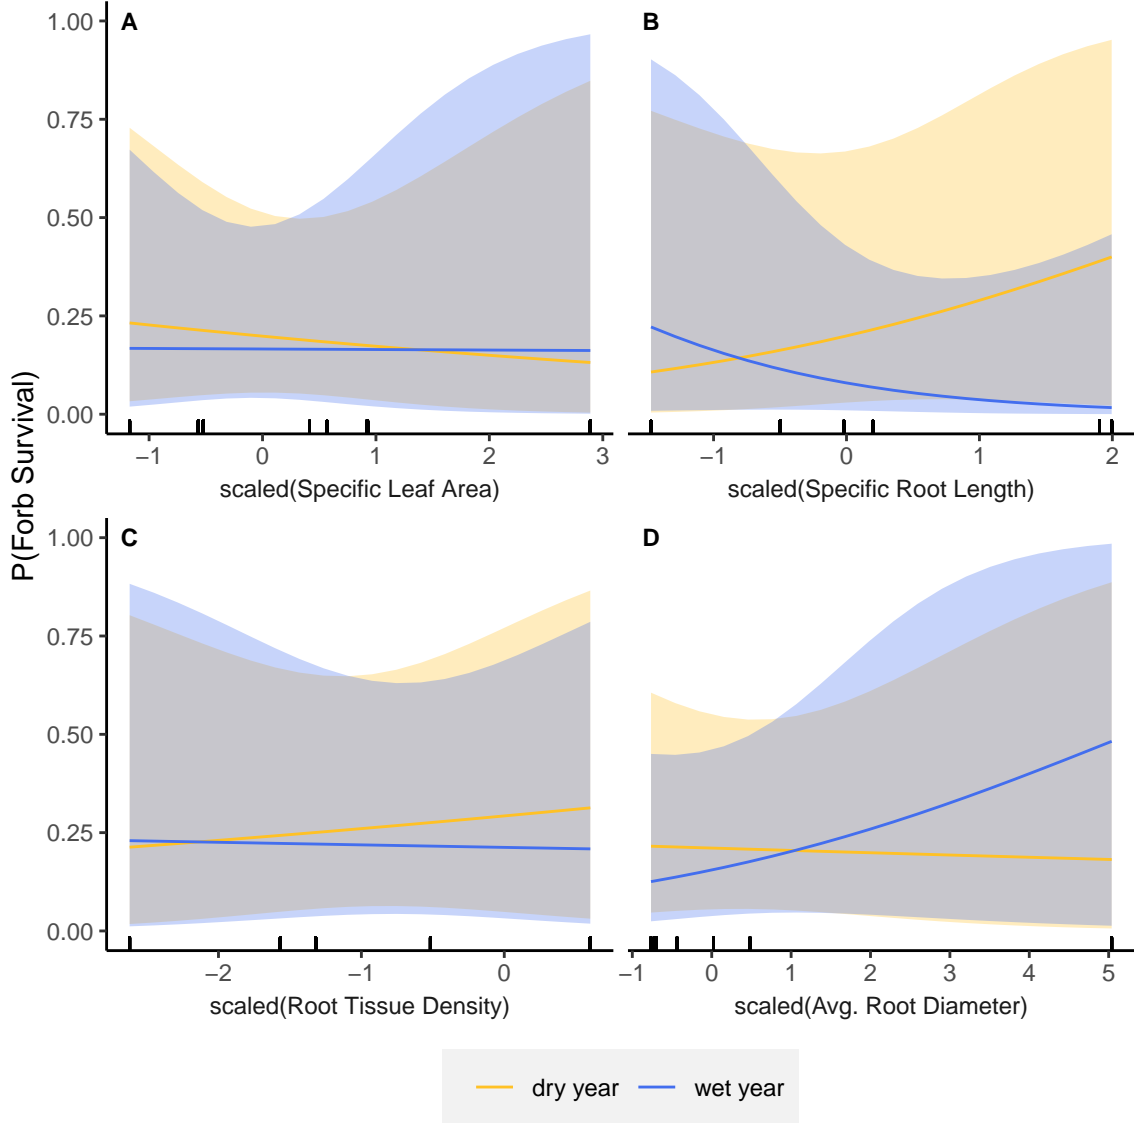 A
B
1.00
0.75
0.50
0.25
0.00
−1
0
1
2
3
−1
0
1
2
scaled(Specific Leaf Area)
scaled(Specific Root Length)
P(Forb Survival)
C
D
1.00
0.75
0.50
0.25
0.00
−2
−1
0
−1
0
1
2
3
4
5
scaled(Root Tissue Density)
scaled(Avg. Root Diameter)
dry year
wet year